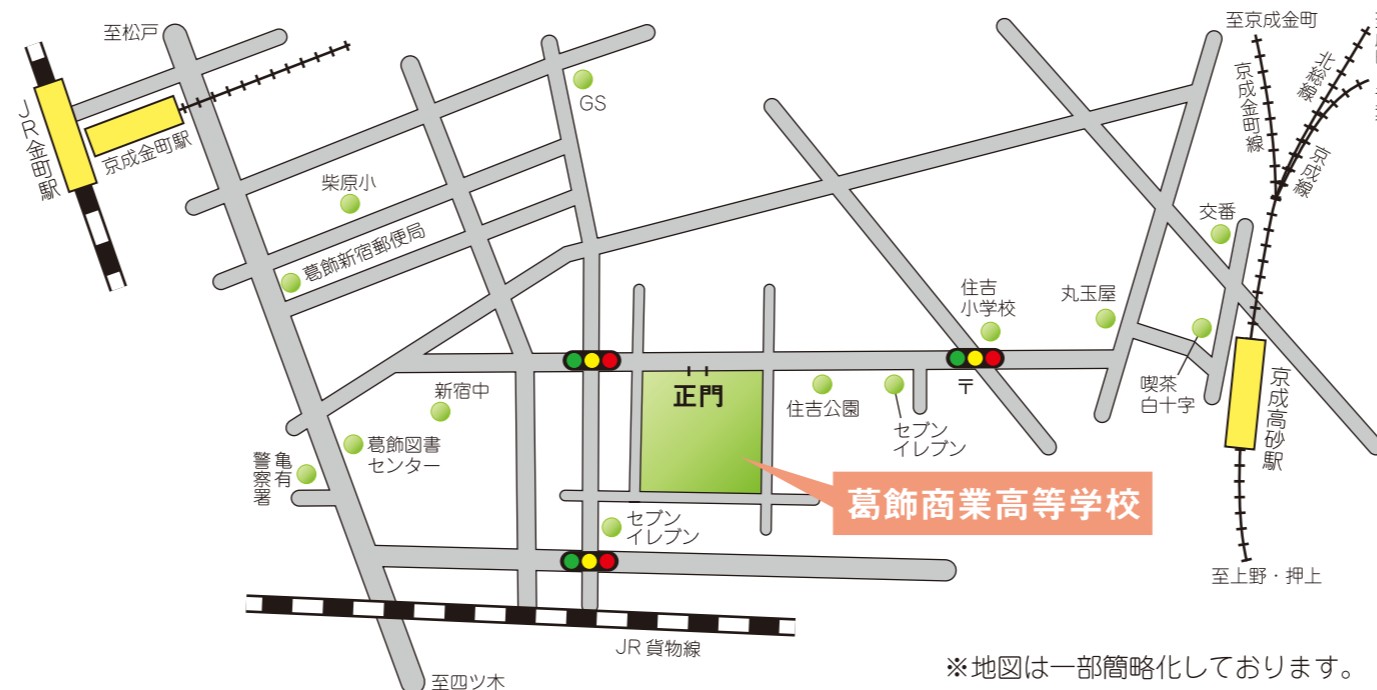 至松戸
JR金町駅
京成金町駅
GS
柴原小
葛飾新宿郵便局
至京成金町
京成金町線
北総線
京成線
交番
住吉
小学校
丸玉屋
喫茶
白十字
京成高砂駅
〒
正門
住吉公園
セブン
イレブン
新宿中
葛飾図書
センター
亀有
警察署
葛飾商業高等学校
セブン
イレブン
至上野・押上
JR 貨物線
至四ツ木
※地図は一部簡略化しております。